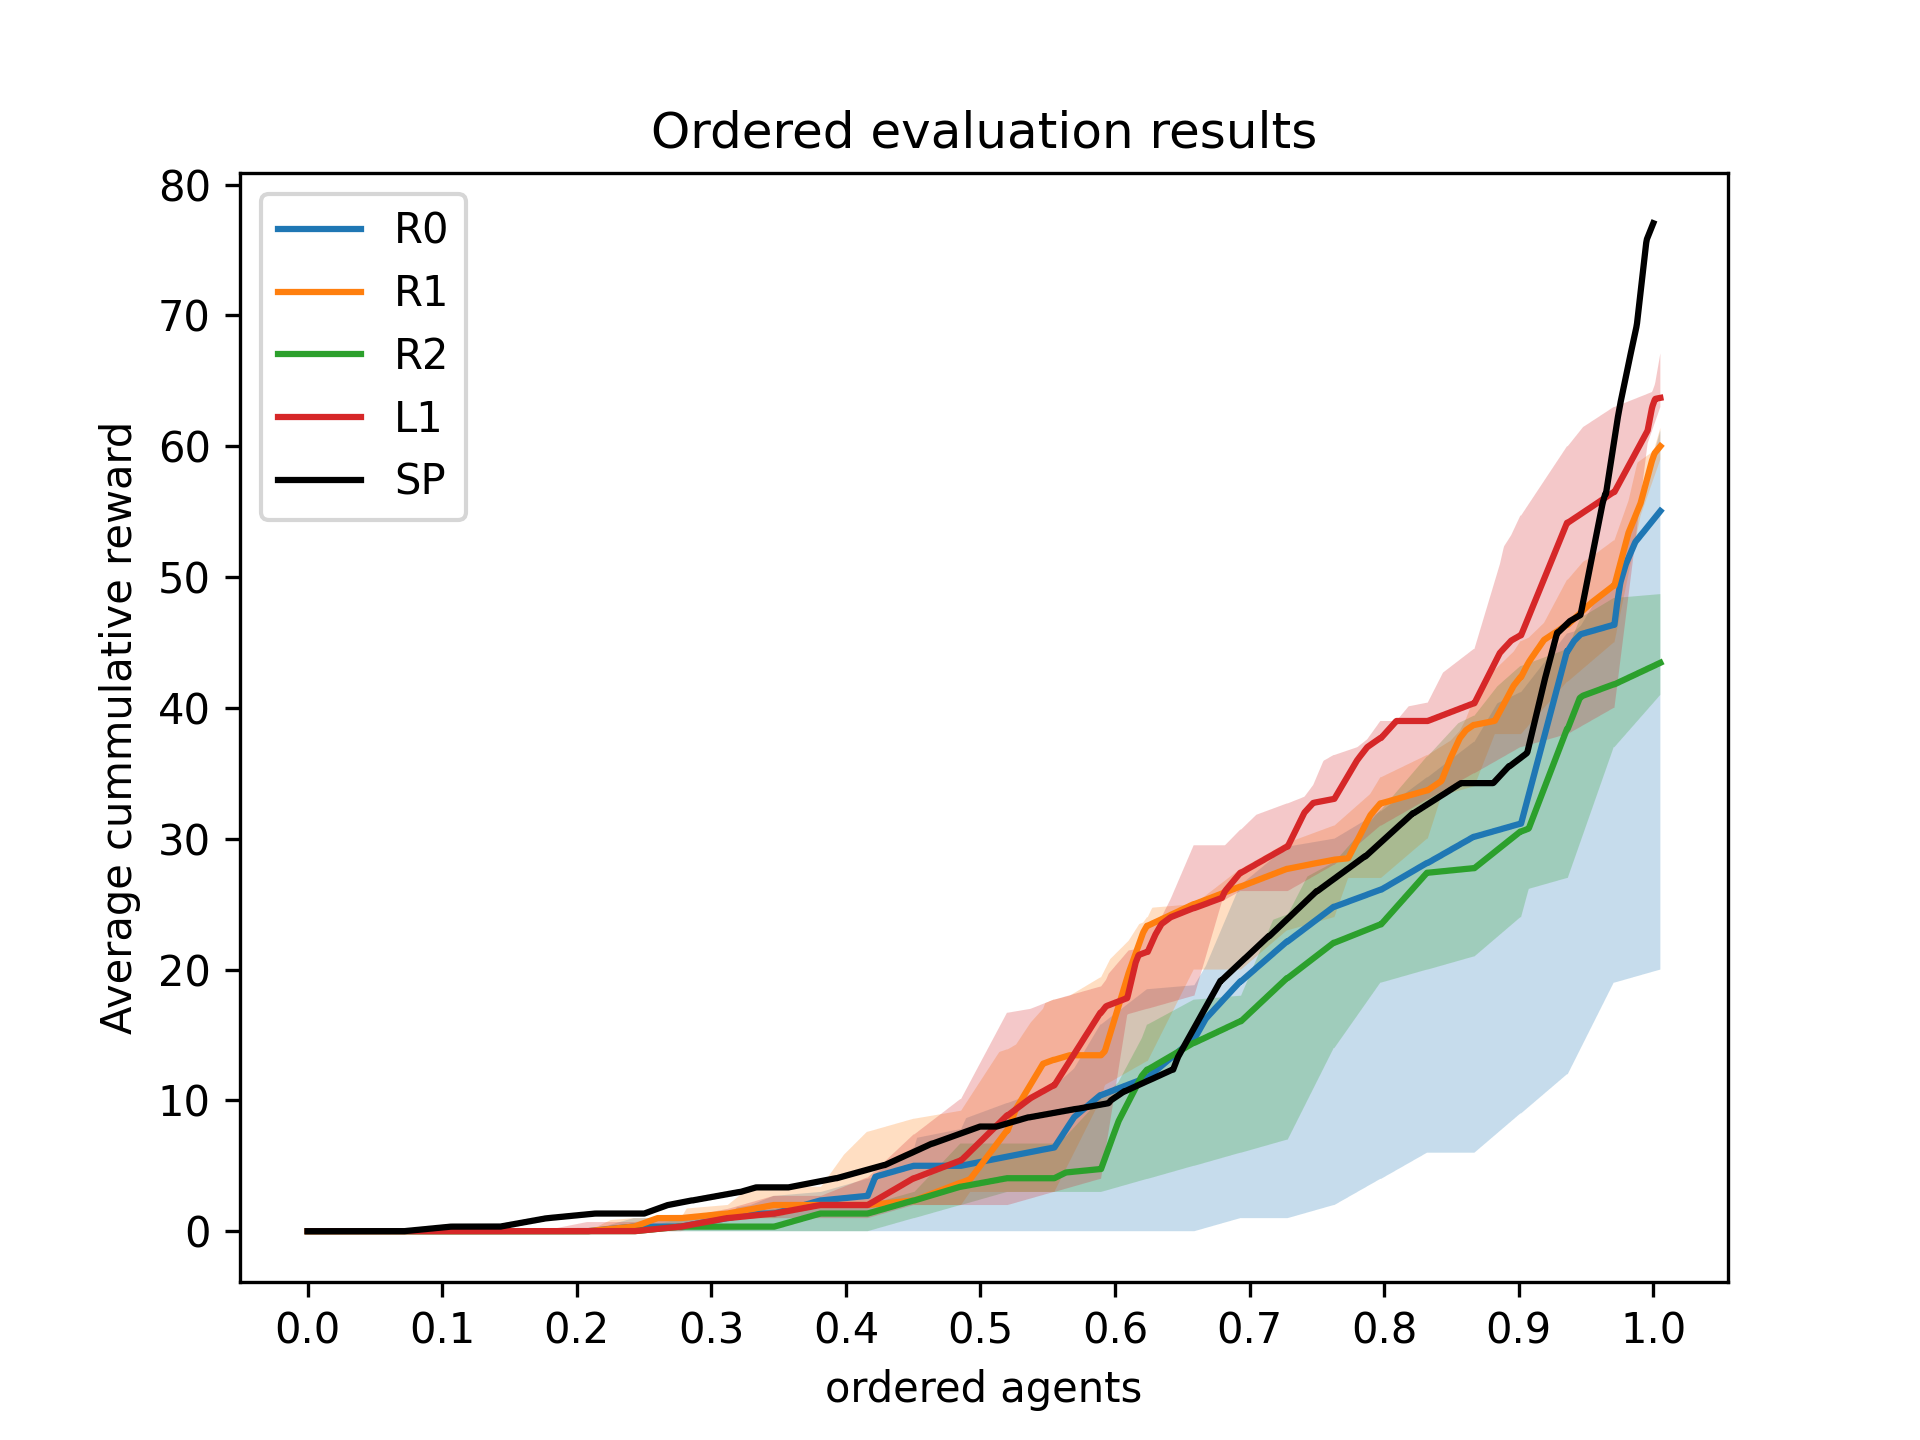 Ordered evaluation results
80
70
60
50
40
30
20
10
0
Average cummulative reward
R0
R1
R2
L1
SP
0.0 0.1 0.2 0.3 0.4 0.5 0.6 0.7 0.8 0.9 1.0
ordered agents